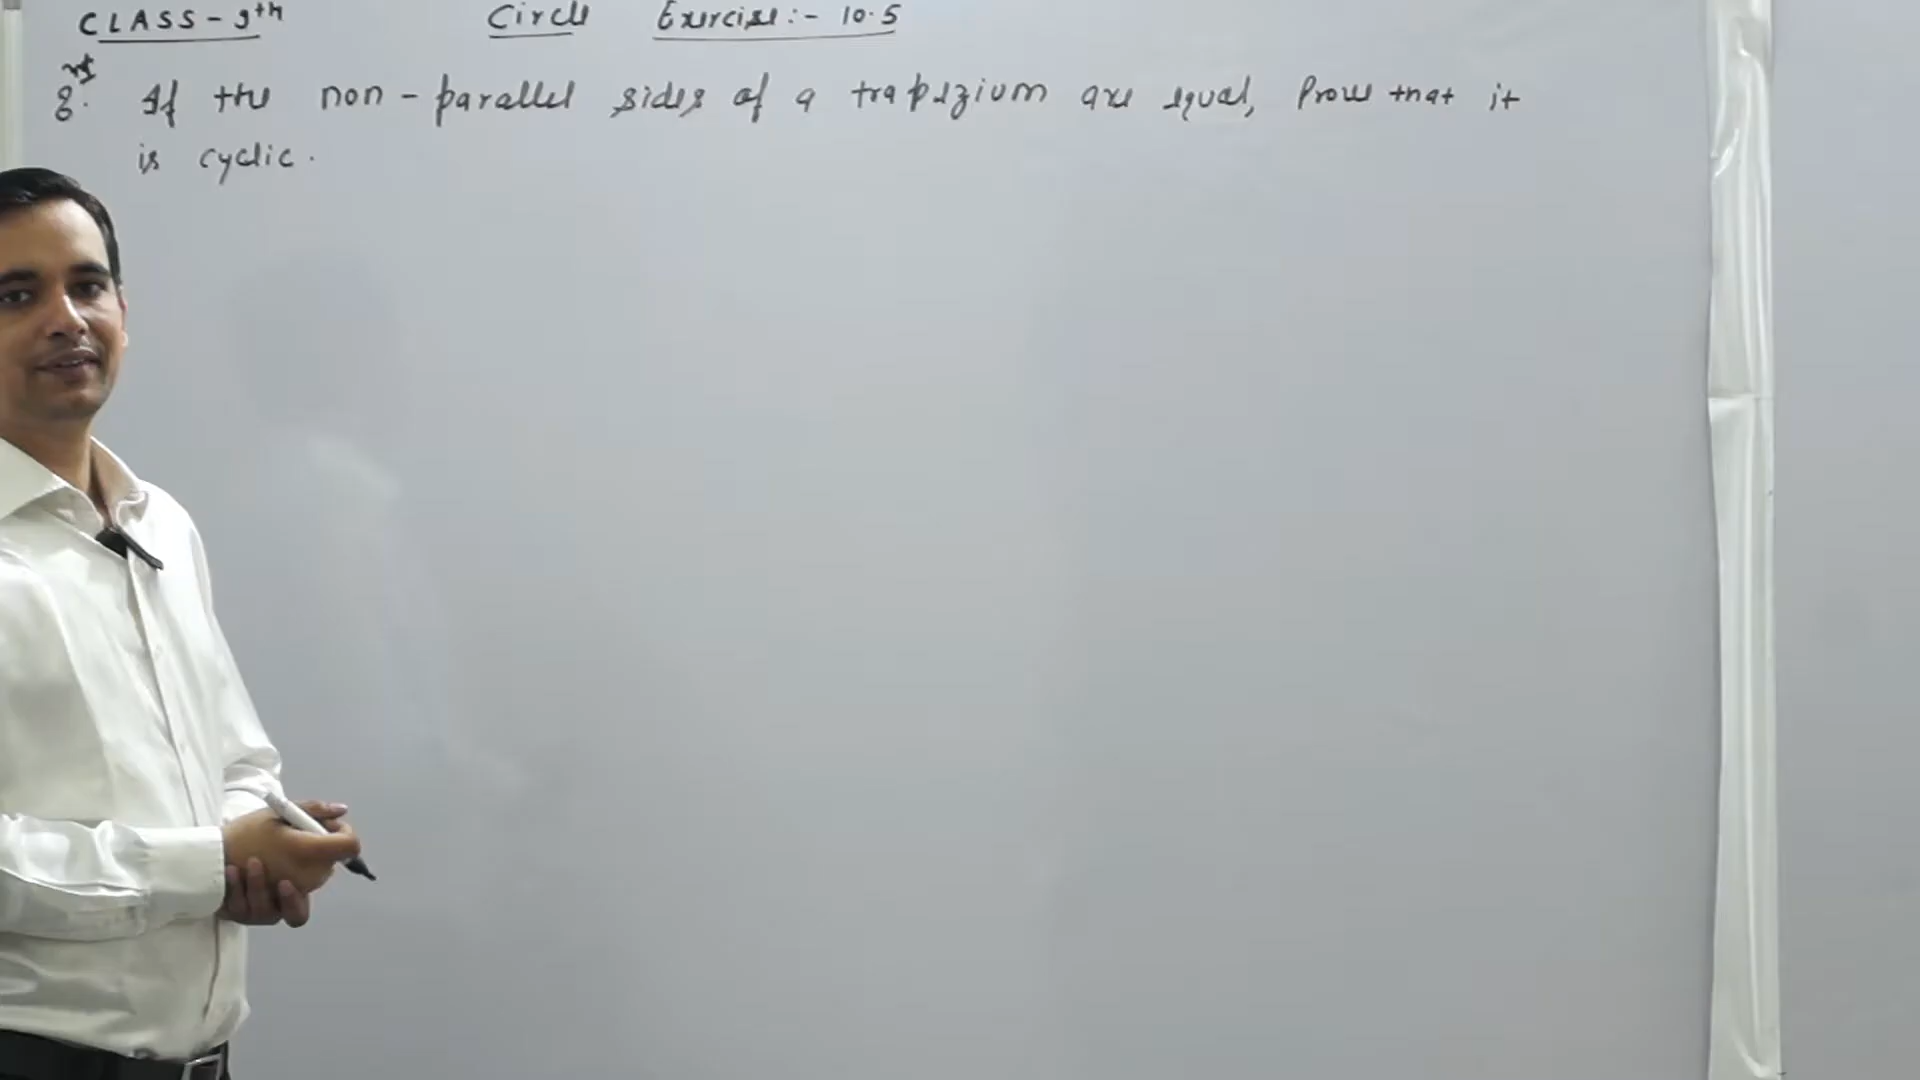 CLASS - 9th Circle Exercise :- 10.5
8. If the non-parallel sides of a trapezium are equal, Prove that it
is cyclic.